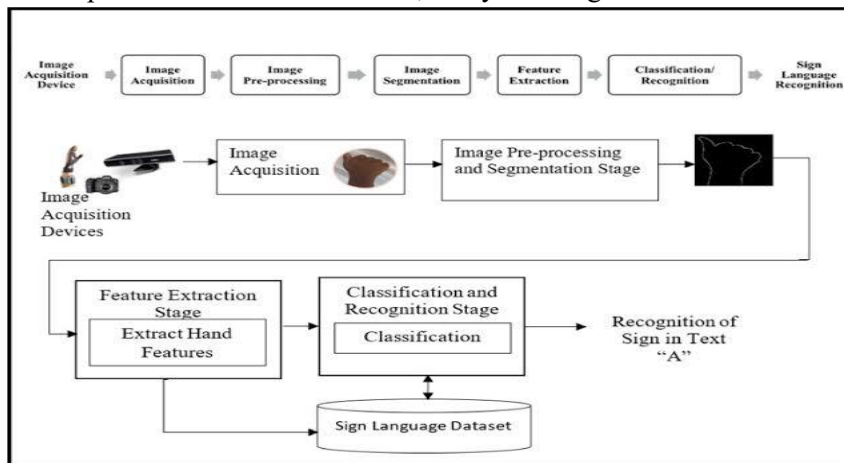 Image
Acquisition
Device
Image
Acquisition
Image
Pre-processing
Image
Segmentation
Feature
Extraction
Classification/
Recognition
Sign
Language
Recognition
Image
Acquisition
Devices
Image
Acquisition
Image Pre-processing
and Segmentation Stage
Feature Extraction
Stage
Extract Hand
Features
Classification and
Recognition Stage
Classification
Recognition of
Sign in Text
“A”
Sign Language Dataset